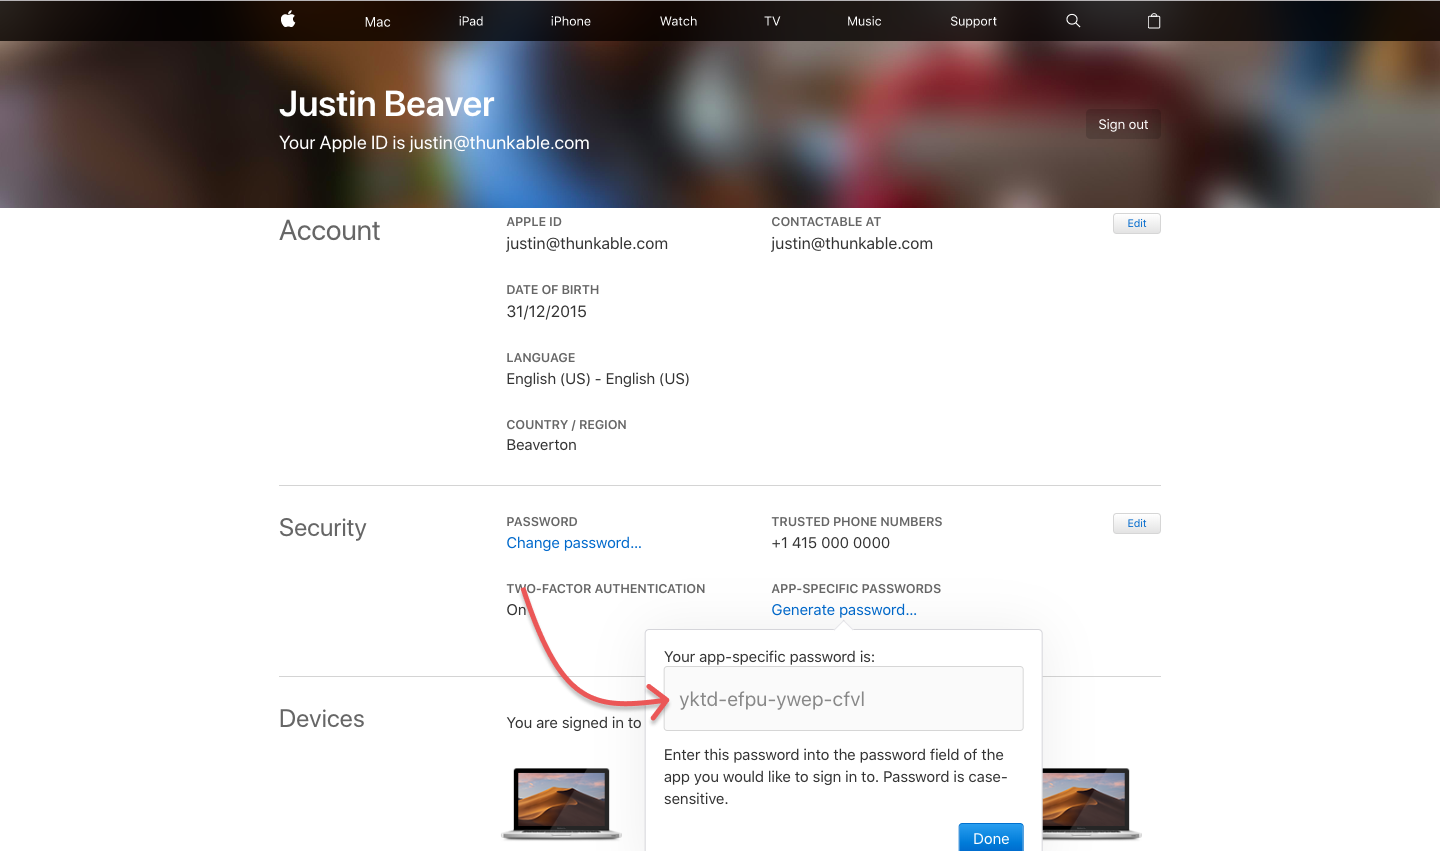 Mac iPad iPhone Watch TV Music Support
Justin Beaver
Your Apple ID is justin@thunkable.com
Sign out
Account
APPLE ID
justin@thunkable.com
CONTACTABLE AT
justin@thunkable.com
Edit
DATE OF BIRTH
31/12/2015
LANGUAGE
English (US) - English (US)
COUNTRY / REGION
Beaverton
Security
PASSWORD
Change password...
TRUSTED PHONE NUMBERS
+1 415 000 0000
Edit
TWO-FACTOR AUTHENTICATION
On
APP-SPECIFIC PASSWORDS
Generate password...
Your app-specific password is:
yktd-efpu-ywep-cfvl
Enter this password into the password field of the
app you would like to sign in to. Password is case-
sensitive.
Done
Devices
You are signed in to